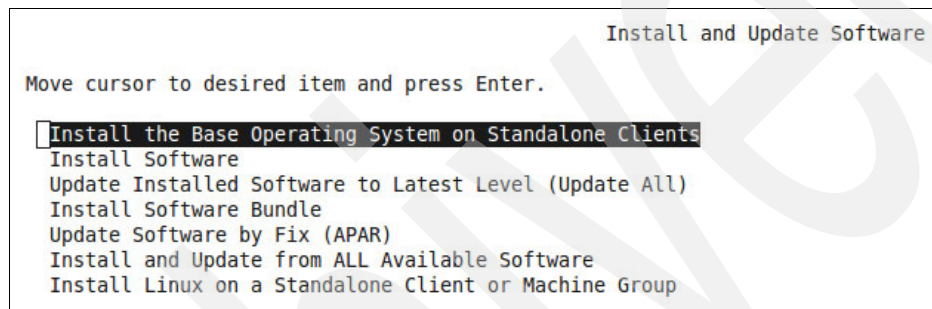 Install and Update Software
Move cursor to desired item and press Enter.
Install the Base Operating System on Standalone Clients
Install Software
Update Installed Software to Latest Level (Update All)
Install Software Bundle
Update Software by Fix (APAR)
Install and Update from ALL Available Software
Install Linux on a Standalone Client or Machine Group